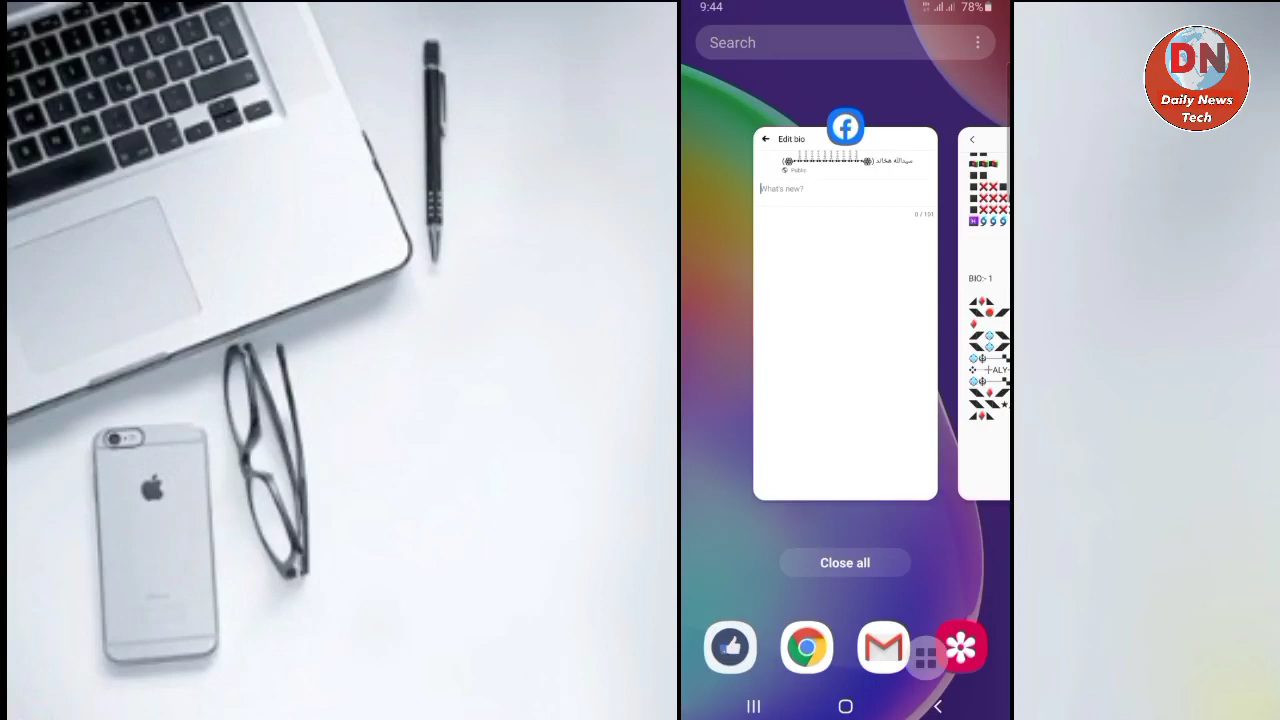 9:44
78%
Search
DN
Daily News
Tech
Edit bio
Public
What's new?
0 / 101
BIO:- 1
ALY
Close all